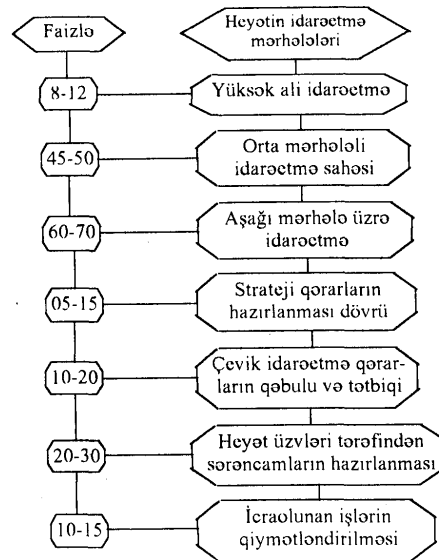 Faizlə
Heyətin idarəetmə
mərhələləri
8-12
Yüksək ali idarəetmə
45-50
Orta mərhələli
idarəetmə sahəsi
60-70
Aşağı mərhələ üzrə
idarəetmə
05-15
Strateji qərarların
hazırlanması dövrü
10-20
Çevik idarəetmə qərar-
ların qəbulu və tətbiqi
20-30
Heyət üzvləri tərəfindən
sərəncamların hazırlanması
10-15
İcraolunan işlərin
qiymətləndirilməsi